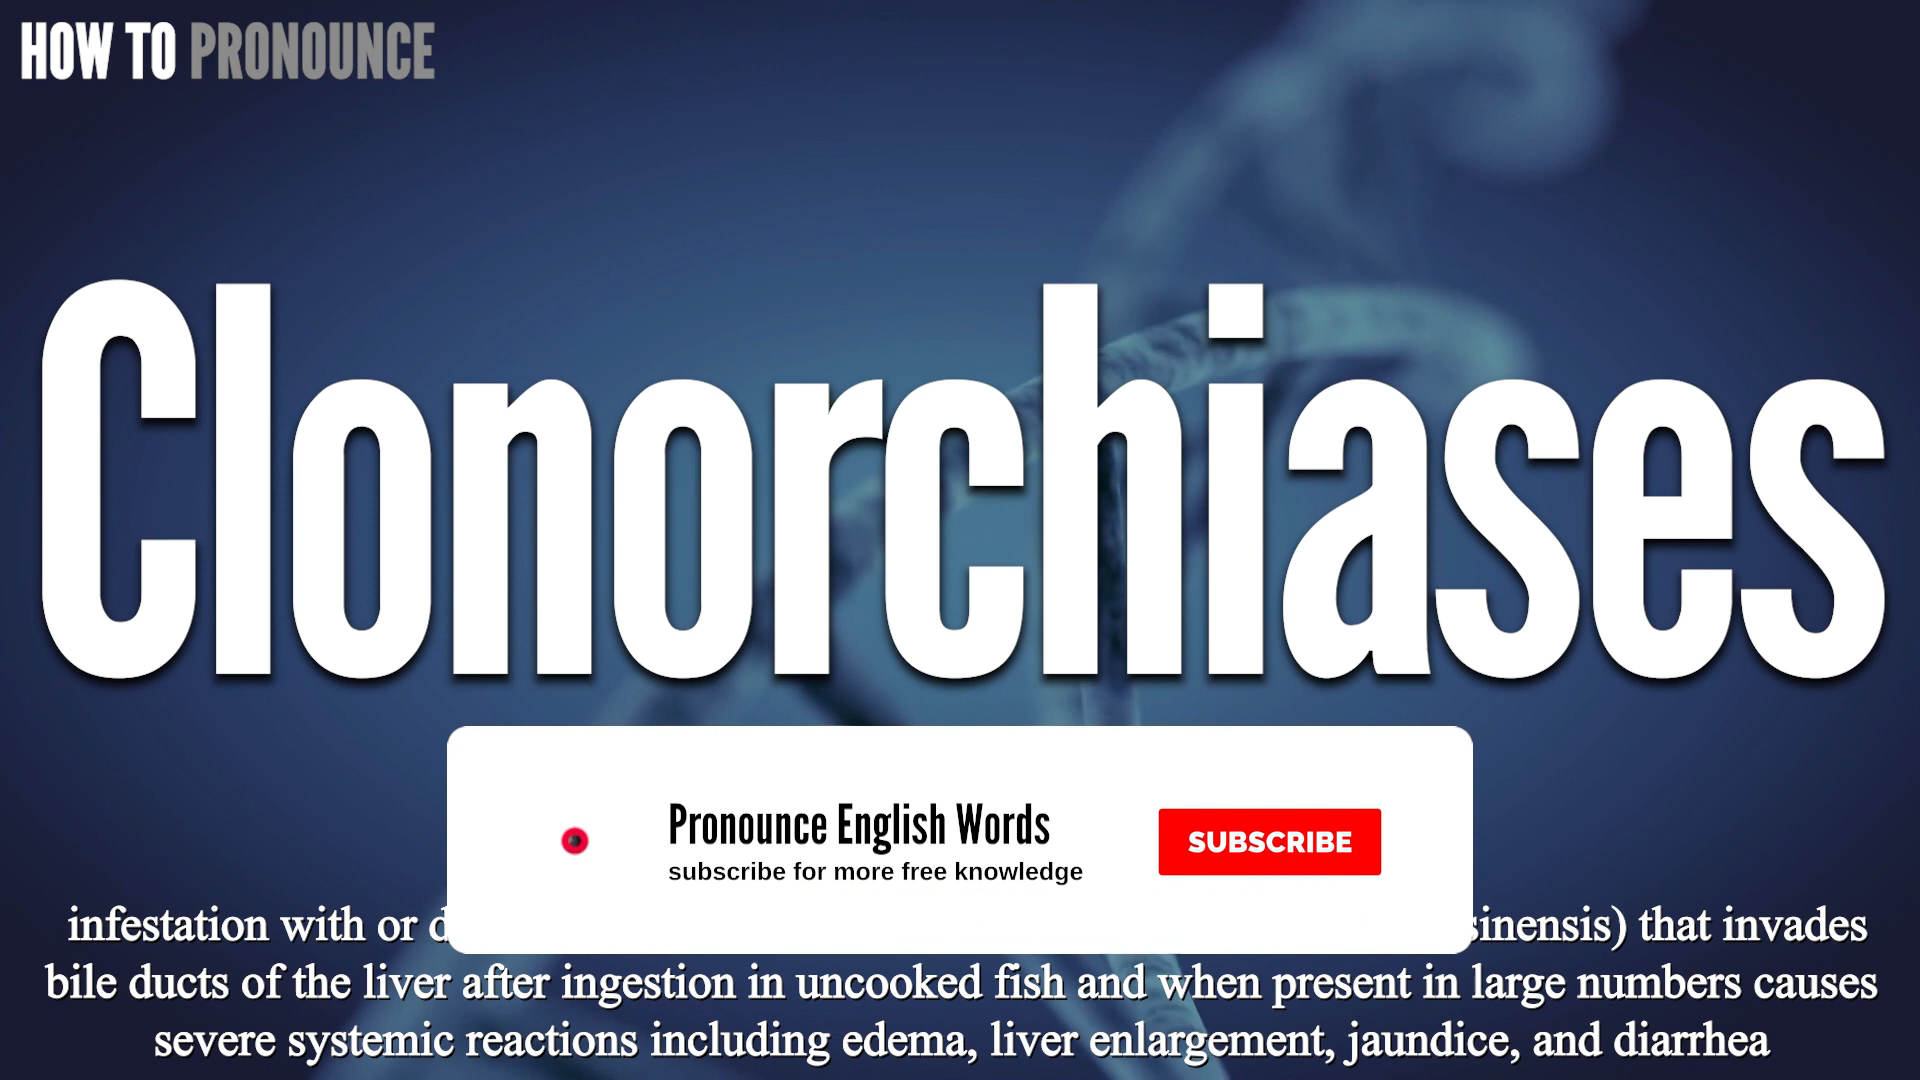 HOW TO PRONOUNCE
Clonorchiases
Pronounce English Words
subscribe for more free knowledge
SUBSCRIBE
infestation with or sinensis) that invades
bile ducts of the liver after ingestion in uncooked fish and when present in large numbers causes
severe systemic reactions including edema, liver enlargement, jaundice, and diarrhea